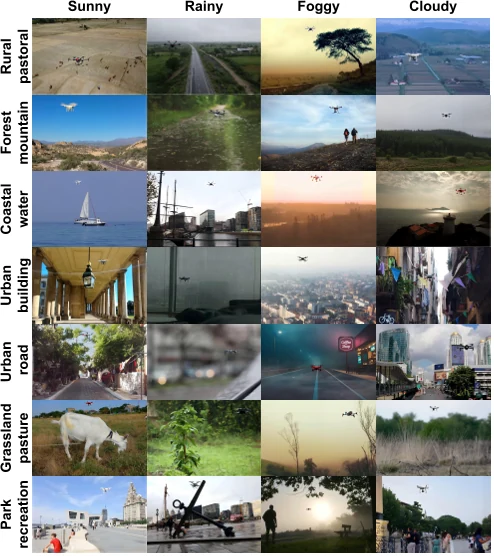 Sunny Rainy Foggy Cloudy
Rural
pastoral
Forest
mountain
Coastal
water
Urban
building
Urban
road
Grassland
pasture
Park
recreation